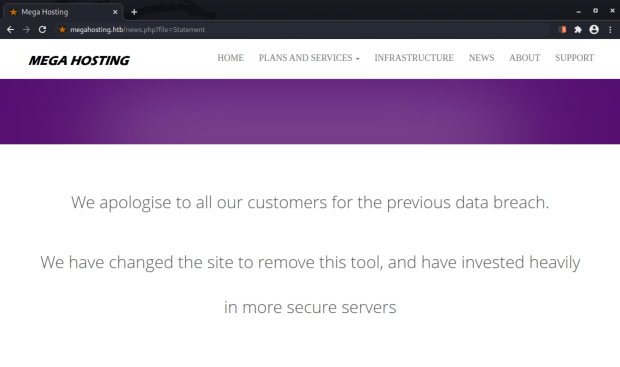 Mega Hosting
megahosting.htb/news.php?file=Statement
MEGA HOSTING
HOME PLANS AND SERVICES INFRASTRUCTURE NEWS ABOUT SUPPORT
We apologise to all our customers for the previous data breach.
We have changed the site to remove this tool, and have invested heavily
in more secure servers